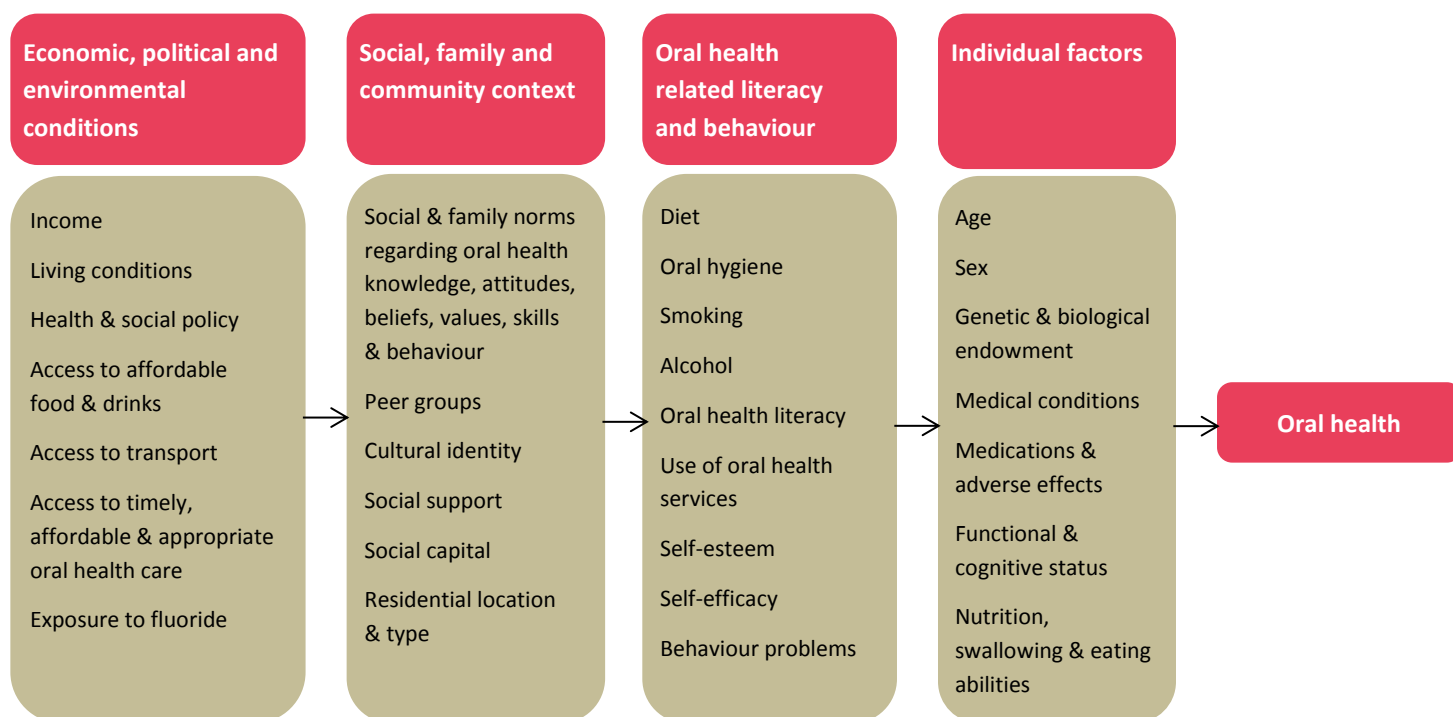 Economic, political and
environmental
conditions
Income
Living conditions
Health & social policy
Access to affordable
food & drinks
Access to transport
Access to timely,
affordable & appropriate
oral health care
Exposure to fluoride
Social, family and
community context
Social & family norms
regarding oral health
knowledge, attitudes,
beliefs, values, skills
& behaviour
Peer groups
Cultural identity
Social support
Social capital
Residential location
& type
Oral health
related literacy
and behaviour
Diet
Oral hygiene
Smoking
Alcohol
Oral health literacy
Use of oral health
services
Self-esteem
Self-efficacy
Behaviour problems
Individual factors
Age
Sex
Genetic & biological
endowment
Medical conditions
Medications &
adverse effects
Functional &
cognitive status
Nutrition,
swallowing & eating
abilities
Oral health